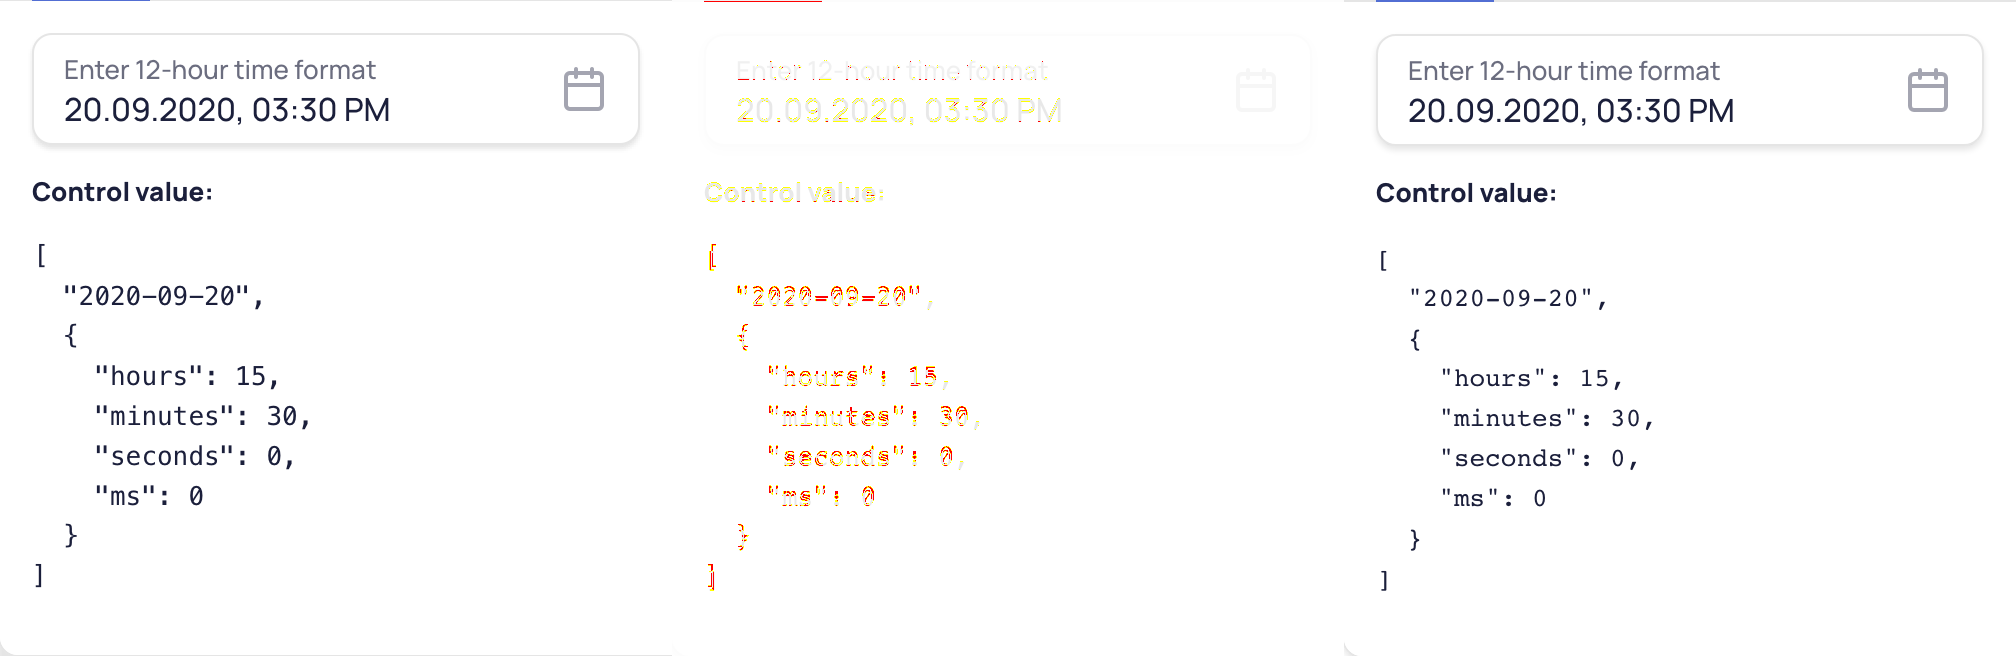 Enter 12-hour time format
20.09.2020, 03:30 PM
Control value:
[
"2020-09-20",
{
"hours": 15,
"minutes": 30,
"seconds": 0,
"ms": 0
}
]
Enter 12-hour time format
20.09.2020, 03:30 PM
Control value:
[
"2020-09-20",
{
"hours": 15,
"minutes": 30,
"seconds": 0,
"ms": 0
}
]
Enter 12-hour time format
20.09.2020, 03:30 PM
Control value:
[
"2020-09-20",
{
"hours": 15,
"minutes": 30,
"seconds": 0,
"ms": 0
}
]